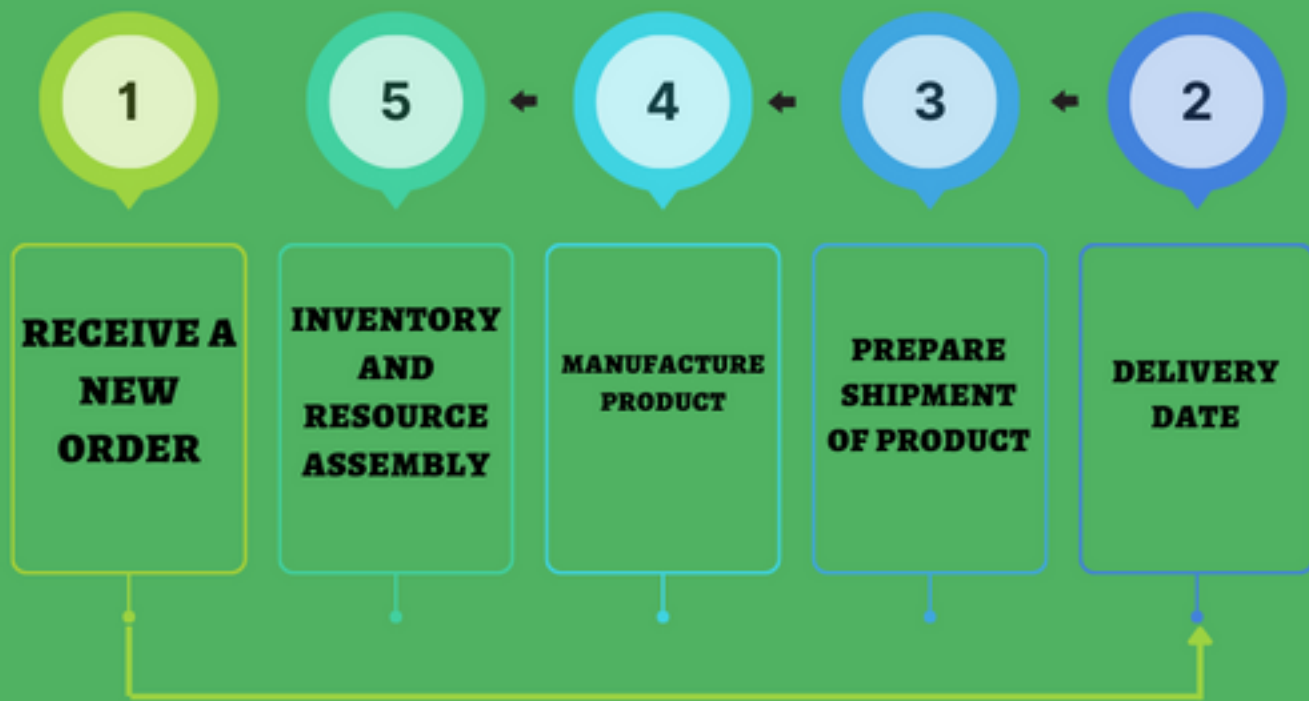 1
5
4
3
2
RECEIVE A
NEW
ORDER
INVENTORY
AND
RESOURCE
ASSEMBLY
MANUFACTURE
PRODUCT
PREPARE
SHIPMENT
OF PRODUCT
DELIVERY
DATE